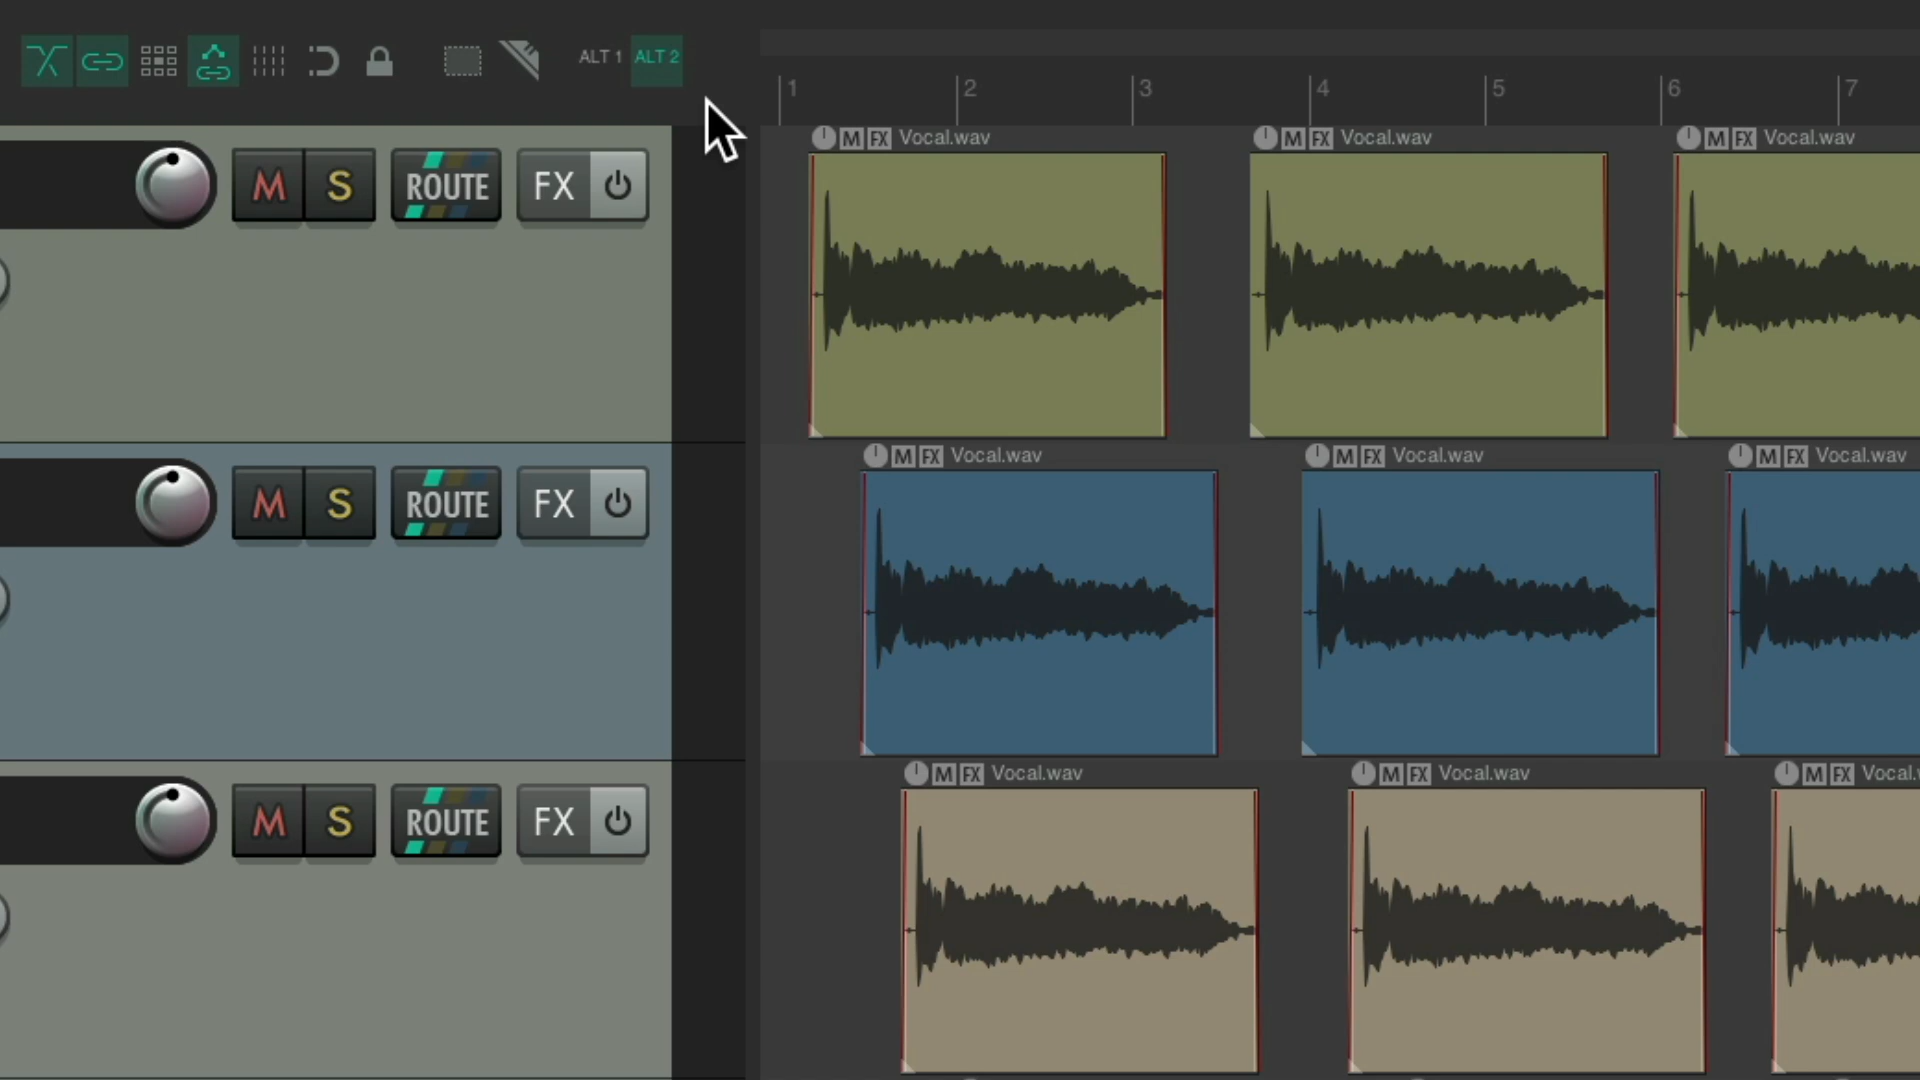 ALT 1 ALT 2
1 2 3 4 5 6 7
M FX Vocal.wav M FX Vocal.wav M FX Vocal.wav
M S ROUTE FX
M FX Vocal.wav M FX Vocal.wav M FX Vocal.wav
M S ROUTE FX
M FX Vocal.wav M FX Vocal.wav M FX Vocal.
M S ROUTE FX